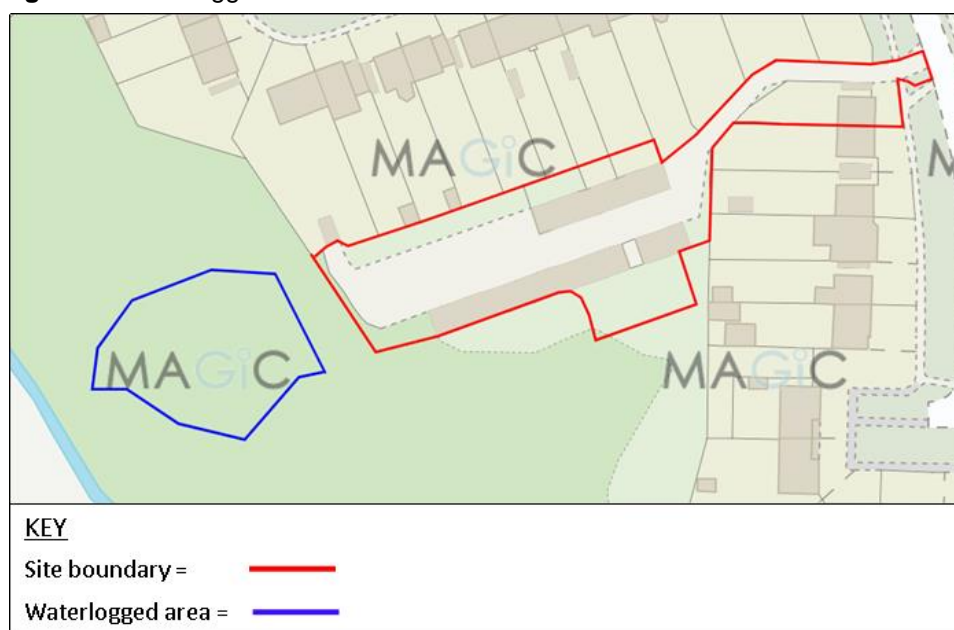 MAGiC
M
MAGiC
MAGiC
KEY
Site boundary =
Waterlogged area =